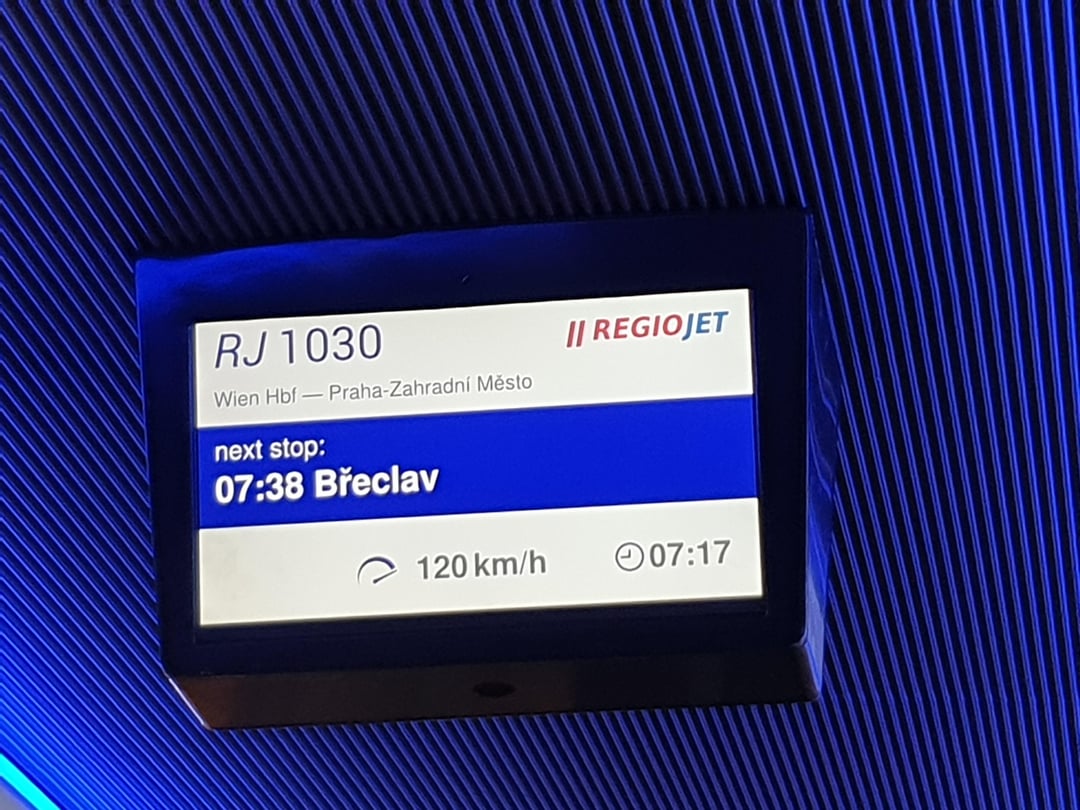 RJ 1030
REGIOJET
Wien Hbf — Praha-Zahradní Město
next stop:
07:38 Břeclav
120 km/h
07:17